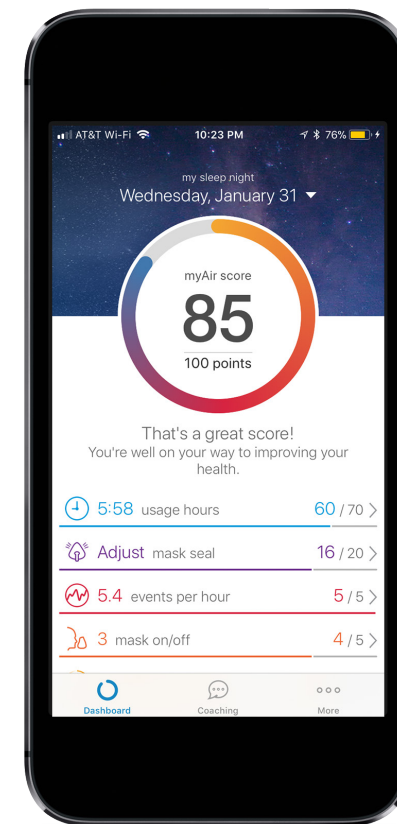 AT&T Wi-Fi 10:23 PM 76%
my sleep night
Wednesday, January 31
myAir score
85
100 points
That's a great score!
You're well on your way to improving your
health.
5:58 usage hours 60 / 70
Adjust mask seal 16 / 20
5.4 events per hour 5 / 5
3 mask on/off 4 / 5
Dashboard Coaching More